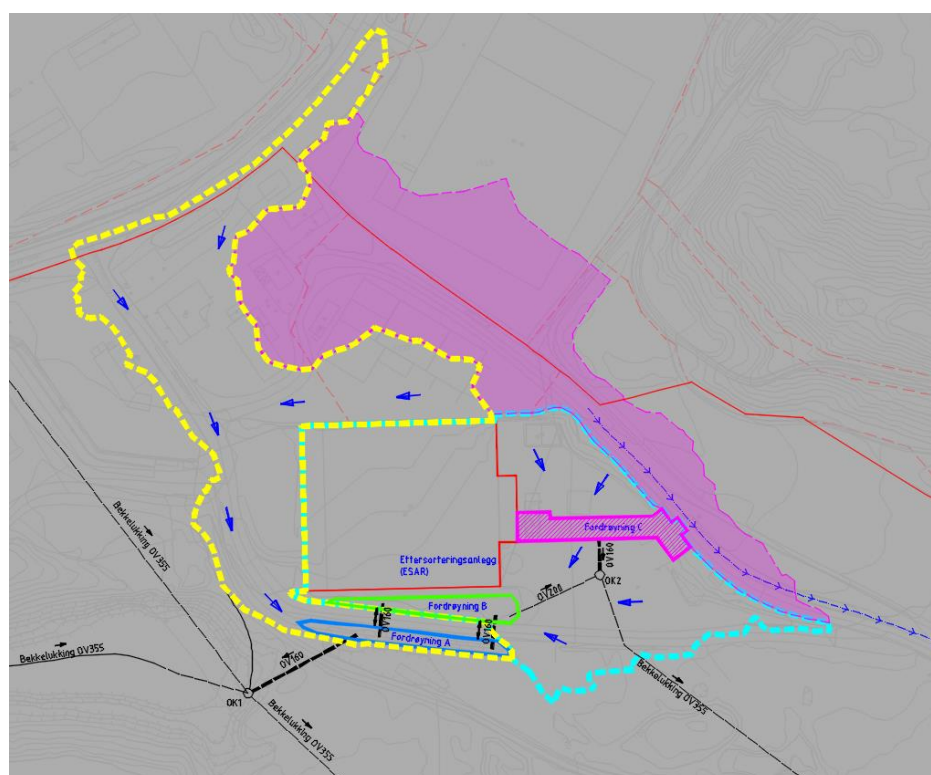 Fordrøyning C
Bekkelukking OV355
Ettersorteringsanlegg
(ESAR)
OV160
OK2
OV200
Fordrøyning B
OV160
OV160
Fordrøyning A
Bekkelukking OV355
OV160
Bekkelukking OV355
OK1
Bekkelukking OV355